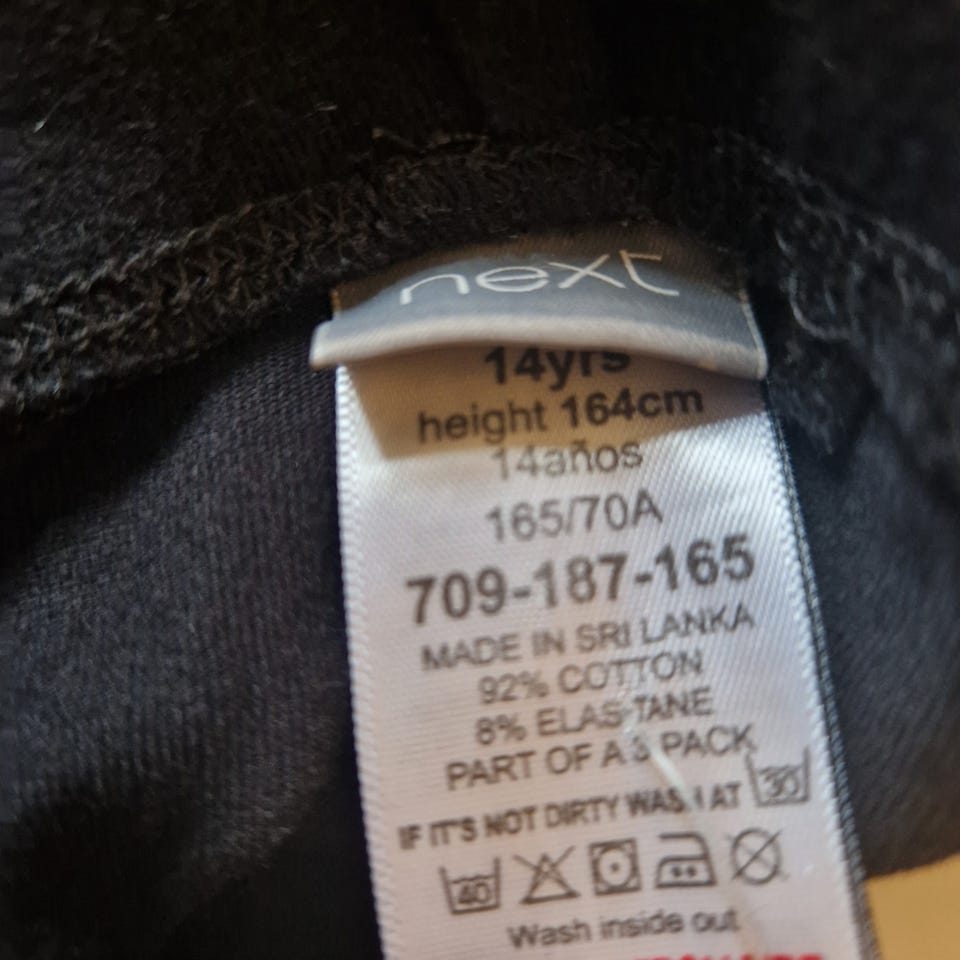 next
14yrs
height 164cm
14años
165/70A
709-187-165
MADE IN SRI LANKA
92% COTTON
8% ELASTANE
PART OF A 3 PACK
IF IT'S NOT DIRTY WASH AT 30
40
Wash inside out